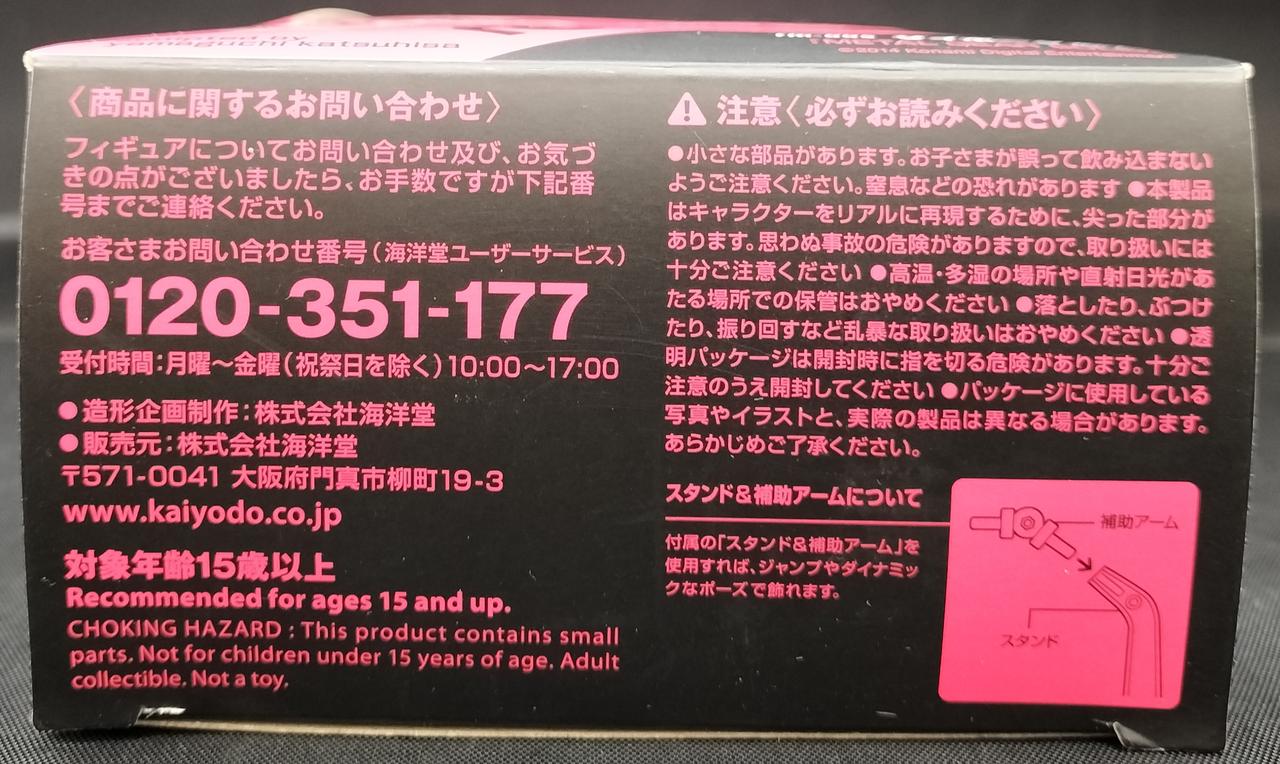 yamaguchi katsuhisa
©2014 Konami Digital Entertainment
〈商品に関するお問い合わせ〉
フィギュアについてお問い合わせ及び、お気づ
きの点がございましたら、お手数ですが下記番
号までご連絡ください。
お客さまお問い合わせ番号(海洋堂ユーザーサービス)
0120-351-177
受付時間:月曜〜金曜(祝祭日を除く)10:00〜17:00
●造形企画制作:株式会社海洋堂
●販売元:株式会社海洋堂
〒571-0041 大阪府門真市柳町19-3
www.kaiyodo.co.jp
対象年齢15歳以上
Recommended for ages 15 and up.
CHOKING HAZARD : This product contains small
parts. Not for children under 15 years of age. Adult
collectible. Not a toy.
注意〈必ずお読みください〉
●小さな部品があります。お子さまが誤って飲み込まない
ようご注意ください。窒息などの恐れがあります ●本製品
はキャラクターをリアルに再現するために、尖った部分が
あります。思わぬ事故の危険がありますので、取り扱いには
十分ご注意ください ●高温・多湿の場所や直射日光があ
たる場所での保管はおやめください ●落としたり、ぶつけ
たり、振り回すなど乱暴な取り扱いはおやめください ●透
明パッケージは開封時に指を切る危険があります。十分ご
注意のうえ開封してください ●パッケージに使用している
写真やイラストと、実際の製品は異なる場合があります。
あらかじめご了承ください。
スタンド&補助アームについて
付属の「スタンド&補助アーム」を
使用すれば、ジャンプやダイナミッ
クなポーズで飾れます。
補助アーム
スタンド